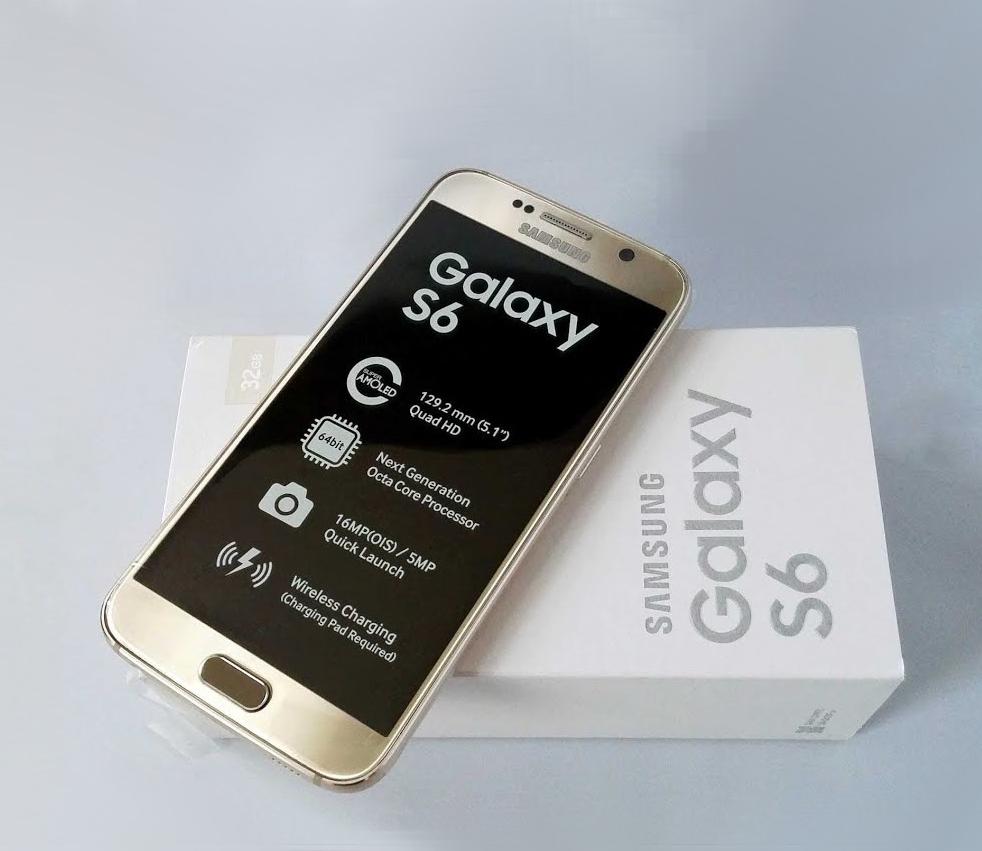 SAMSUNG
Galaxy
S6
SUPER
AMOLED
129.2 mm (5.1")
Quad HD
64bit
Next Generation
Octa Core Processor
16MP(OIS) / 5MP
Quick Launch
Wireless Charging
(Charging Pad Required)
32GB
SAMSUNG
Galaxy
S6